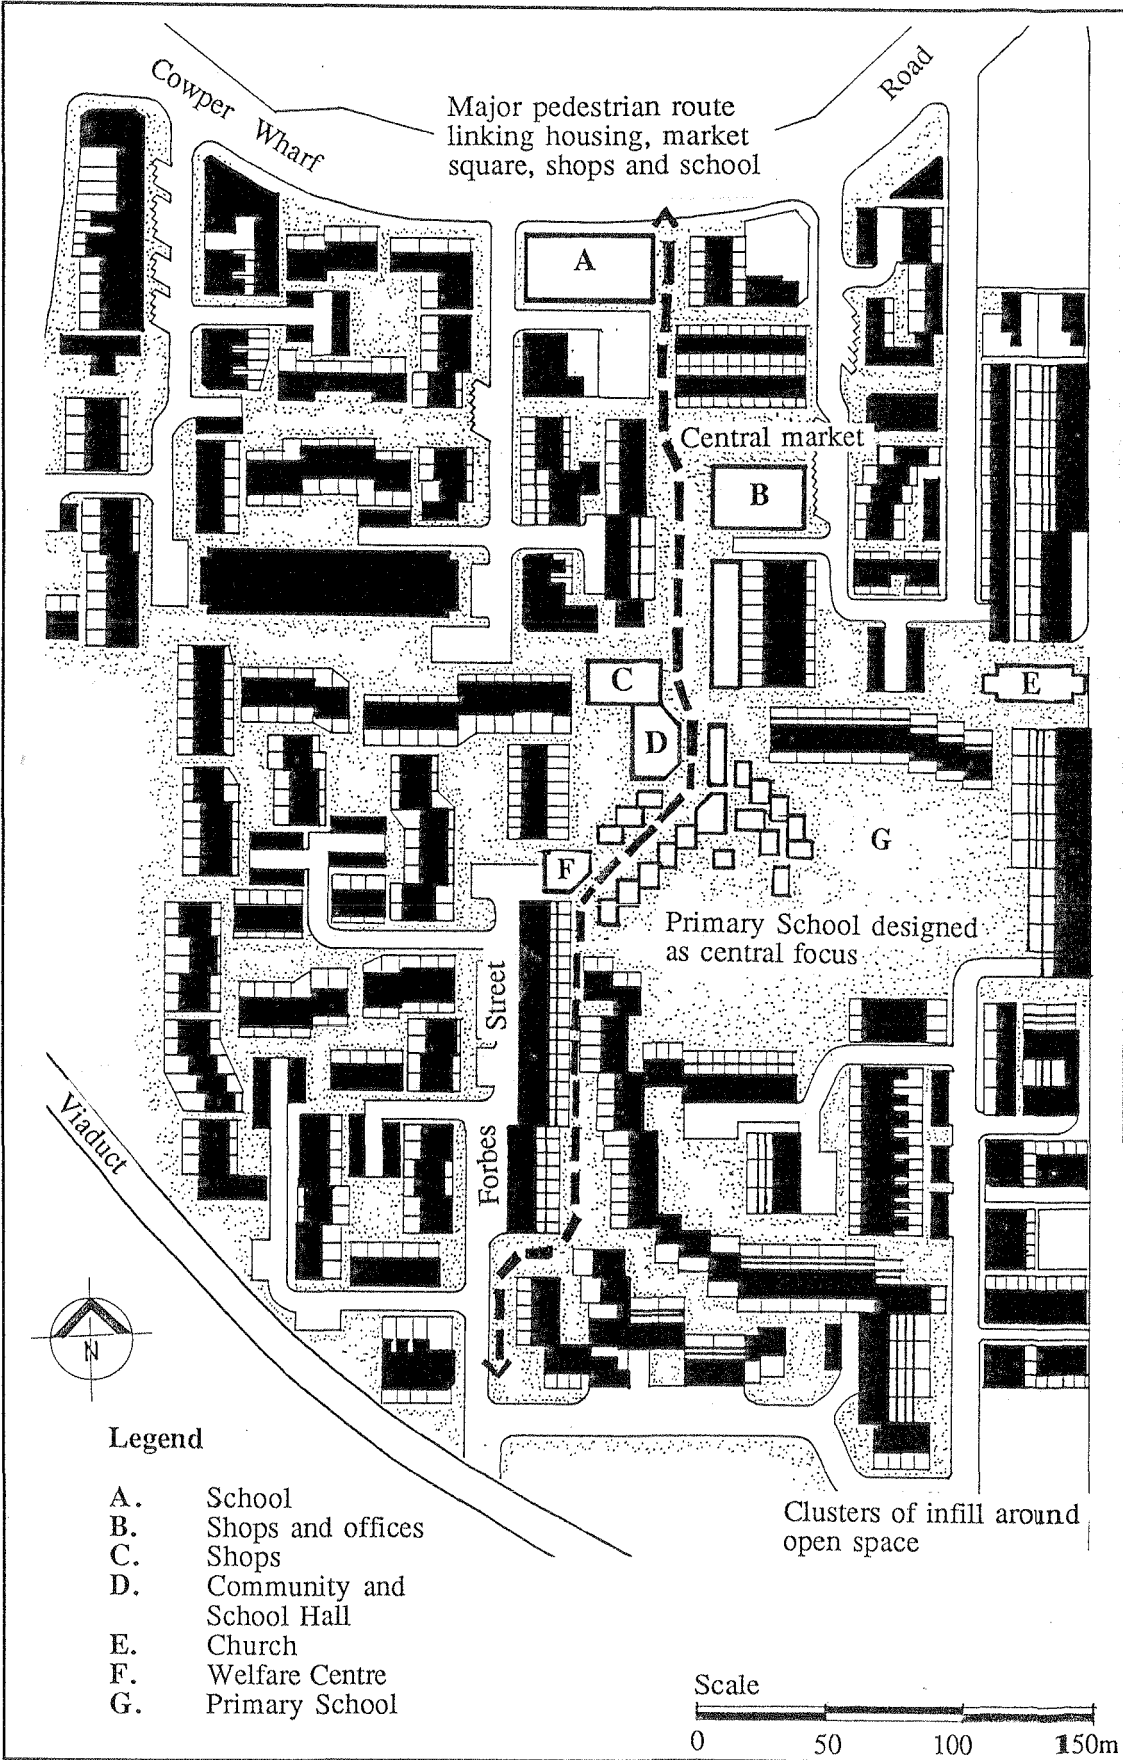 Cowper
Wharf
Road
Major pedestrian route
linking housing, market
square, shops and school
A
Central market
B
C
E
D
G
F
Primary School designed
as central focus
Street
Forbes
Viaduct
N
Legend
A. School
B. Shops and offices
C. Shops
D. Community and
School Hall
E. Church
F. Welfare Centre
G. Primary School
Clusters of infill around
open space
Scale
0 50 100 150m